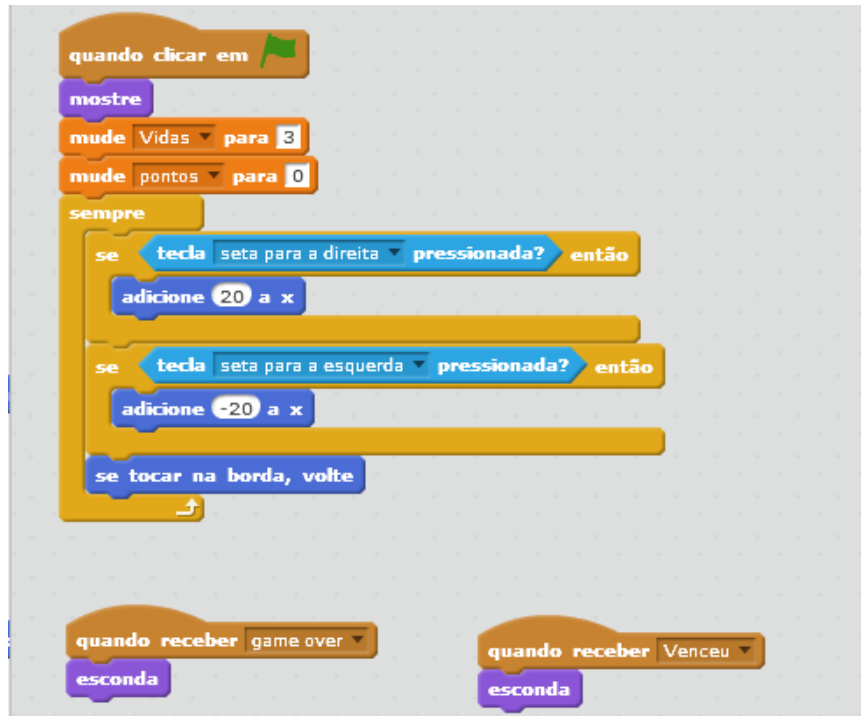 quando clicar em
mostre
mude Vidas para 3
mude pontos para 0
sempre
se tecla seta para a direita pressionada? então
adicione 20 a x
se tecla seta para a esquerda pressionada? então
adicione -20 a x
se tocar na borda, volte
quando receber game over
esconda
quando receber Venceu
esconda